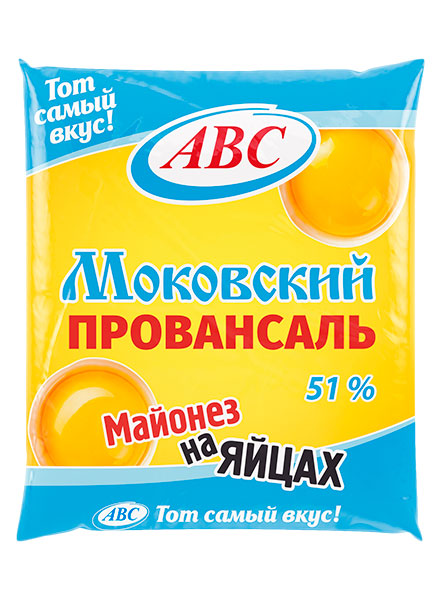 Тот
самый
вкус!
АВС
Моковский
ПРОВАНСАЛЬ
51 %
Майонез
на ЯЙЦАХ
АВС Тот самый вкус!